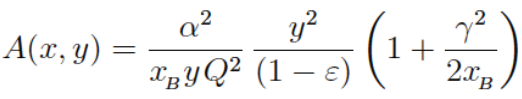 A(x, y) = \frac{\alpha^2}{x_B y Q^2} \frac{y^2}{(1 - \varepsilon)} \left( 1 + \frac{\gamma^2}{2x_B} \right)